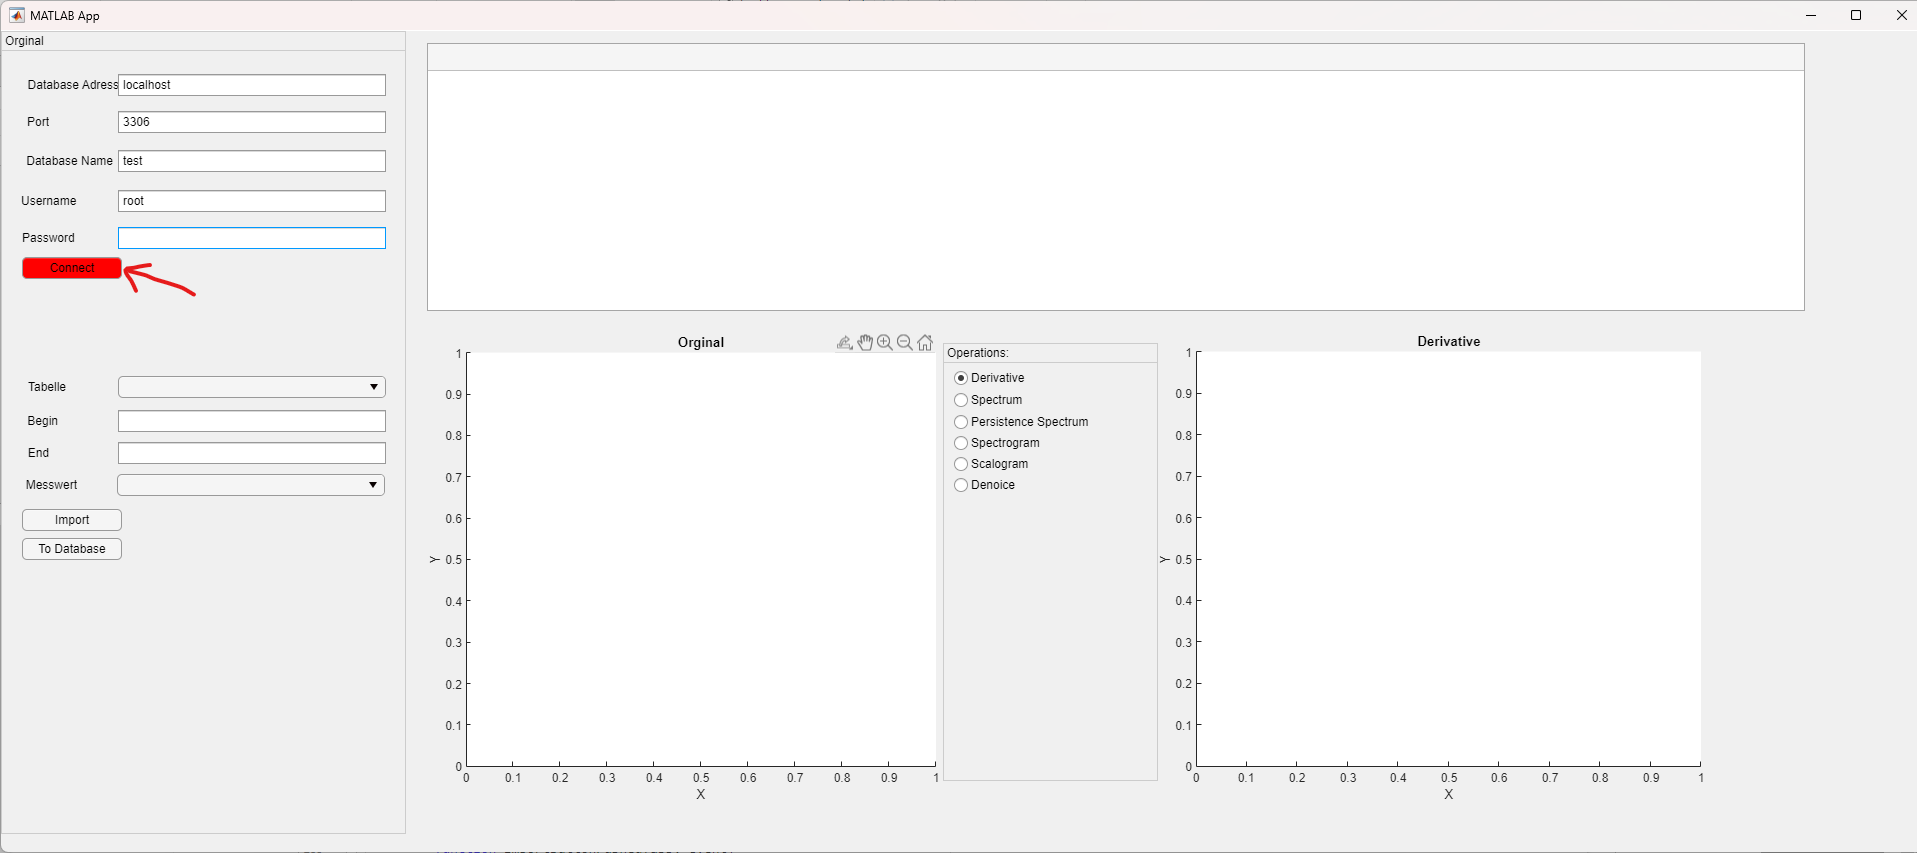 MATLAB App
Orginal
Database Adress localhost
Port 3306
Database Name test
Username root
Password
Connect
Tabelle
Begin
End
Messwert
Import
To Database
Orginal
1
0.9
0.8
0.7
0.6
0.5
0.4
0.3
0.2
0.1
0
Y
0 0.1 0.2 0.3 0.4 0.5 0.6 0.7 0.8 0.9 1
X
Operations:
Derivative
Spectrum
Persistence Spectrum
Spectrogram
Scalogram
Denoice
Derivative
1
0.9
0.8
0.7
0.6
0.5
0.4
0.3
0.2
0.1
0
Y
0 0.1 0.2 0.3 0.4 0.5 0.6 0.7 0.8 0.9 1
X